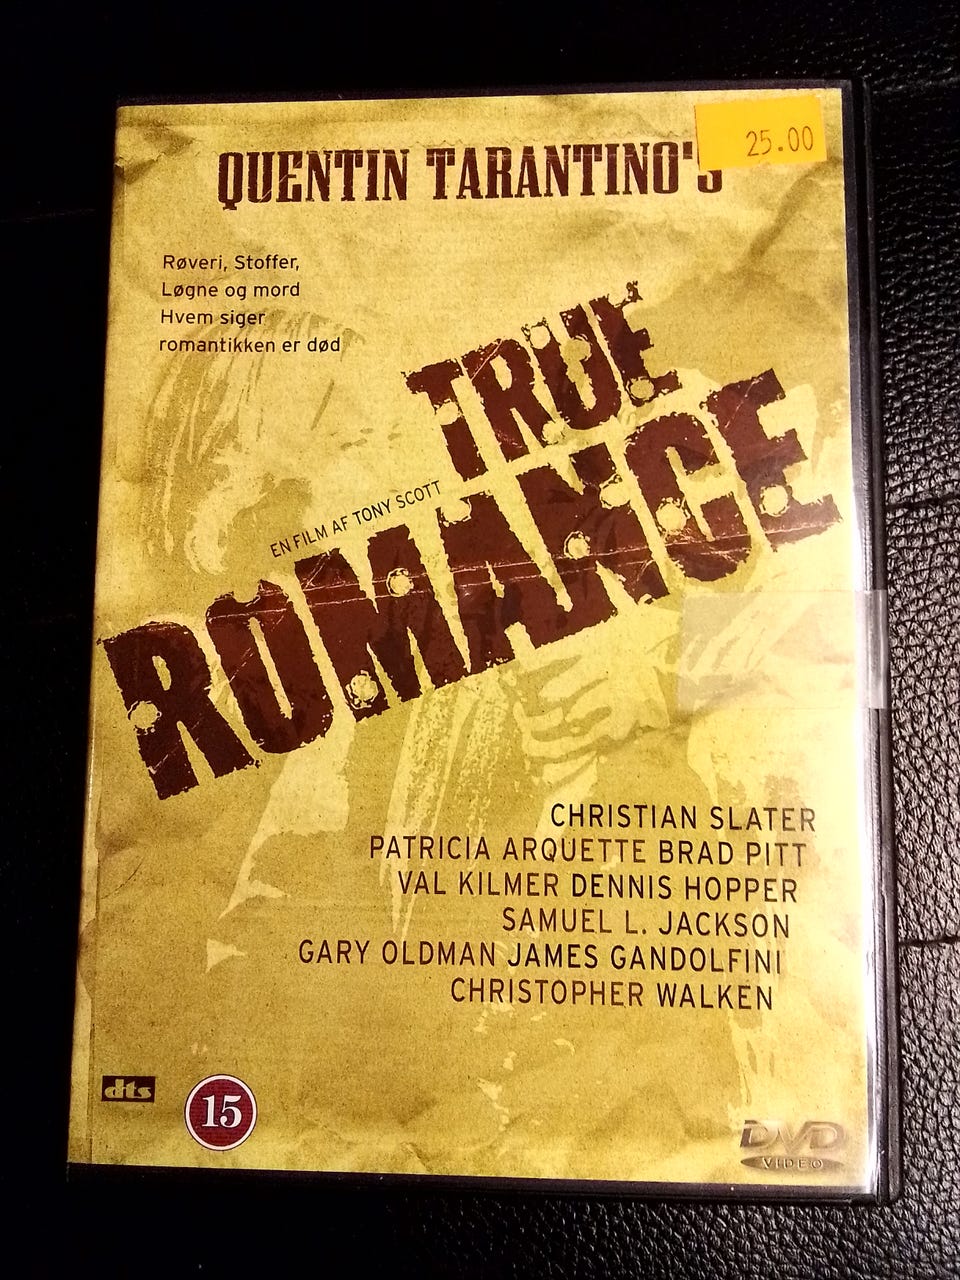 25.00
QUENTIN TARANTINO'S
Røveri, Stoffer,
Løgne og mord
Hvem siger
romantikken er død
TRUE
EN FILM AF TONY SCOTT
ROMANCE
CHRISTIAN SLATER
PATRICIA ARQUETTE BRAD PITT
VAL KILMER DENNIS HOPPER
SAMUEL L. JACKSON
GARY OLDMAN JAMES GANDOLFINI
CHRISTOPHER WALKEN
dts
15
DVD
VIDEO